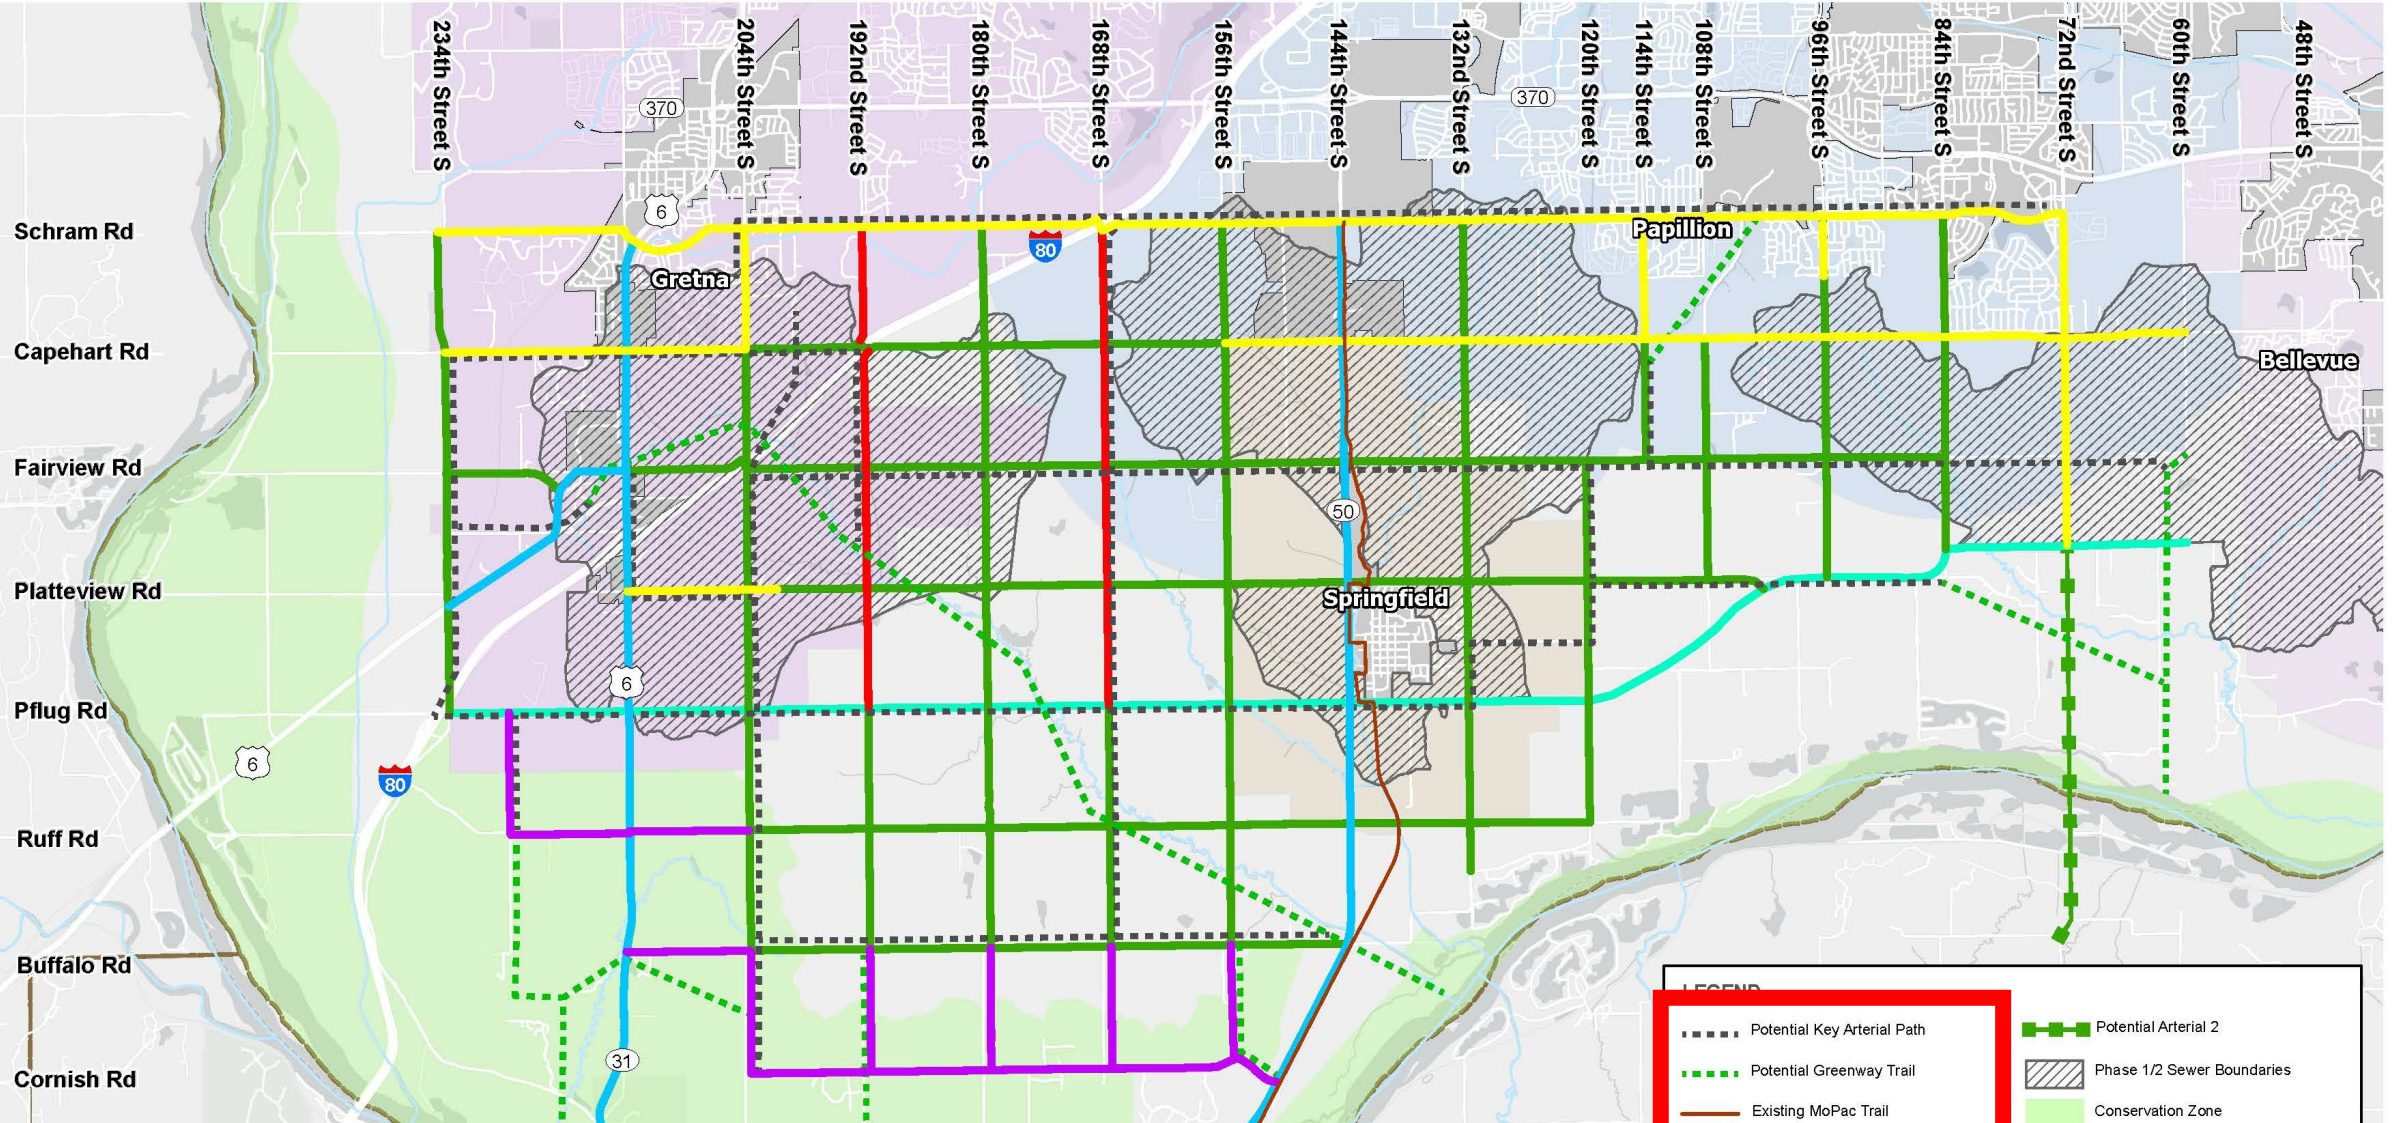 234th Street S
204th Street S
192nd Street S
180th Street S
168th Street S
156th Street S
144th Street S
132nd Street S
120th Street S
114th Street S
108th Street S
96th Street S
84th Street S
72nd Street S
60th Street S
48th Street S
370
370
6
Schram Rd
Papillion
80
Gretna
Capehart Rd
Bellevue
Fairview Rd
50
Platteview Rd
Springfield
6
Pflug Rd
6
80
Ruff Rd
Buffalo Rd
31
Cornish Rd
LEGEND
Potential Key Arterial Path
Potential Arterial 2
Potential Greenway Trail
Phase 1/2 Sewer Boundaries
Existing MoPac Trail
Conservation Zone